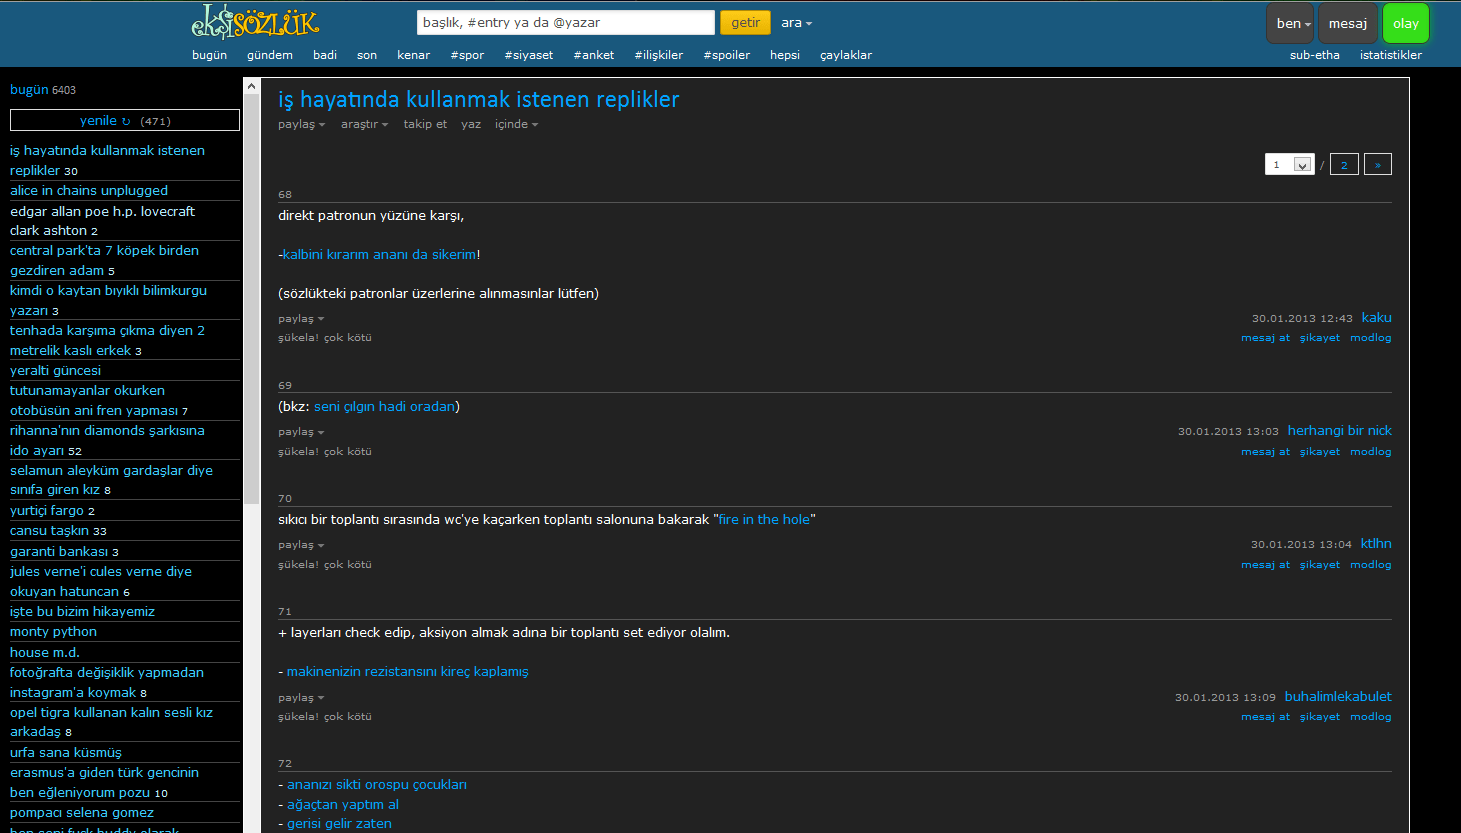 ekşisözlük
başlık, #entry ya da @yazar
getir
ara
ben
mesaj
olay
bugün gündem badi son kenar #spor #siyaset #anket #ilişkiler #spoiler hepsi çaylaklar
sub-etha istatistikler
bugün 6403
yenile ↻ (471)
iş hayatında kullanmak istenen
replikler 30
alice in chains unplugged
edgar allan poe h.p. lovecraft
clark ashton 2
central park'ta 7 köpek birden
gezdiren adam 5
kimdi o kaytan bıyıklı bilimkurgu
yazarı 3
tenhada karşıma çıkma diyen 2
metrelik kaslı erkek 3
yeralti güncesi
tutunamayanlar okurken
otobüsün ani fren yapması 7
rihanna'nın diamonds şarkısına
ido ayarı 52
selamun aleyküm gardaşlar diye
sınıfa giren kız 8
yurtiçi fargo 2
cansu taşkın 33
garanti bankası 3
jules verne'i cules verne diye
okuyan hatuncan 6
işte bu bizim hikayemiz
monty python
house m.d.
fotoğrafta değişiklik yapmadan
instagram'a koymak 8
opel tigra kullanan kalın sesli kız
arkadaş 8
urfa sana küsmüş
erasmus'a giden türk gencinin
ben eğleniyorum pozu 10
pompacı selena gomez
ben seni fuck buddy olarak
iş hayatında kullanmak istenen replikler
paylaş araştır takip et yaz içinde
1 / 2 »
68
direkt patronun yüzüne karşı,
-kalbini kırarım ananı da sikerim!
(sözlükteki patronlar üzerlerine alınmasınlar lütfen)
paylaş 30.01.2013 12:43 kaku
şükela! çok kötü mesaj at şikayet modlog
69
(bkz: seni çılgın hadi oradan)
paylaş 30.01.2013 13:03 herhangi bir nick
şükela! çok kötü mesaj at şikayet modlog
70
sıkıcı bir toplantı sırasında wc'ye kaçarken toplantı salonuna bakarak "fire in the hole"
paylaş 30.01.2013 13:04 ktlhn
şükela! çok kötü mesaj at şikayet modlog
71
+ layerları check edip, aksiyon almak adına bir toplantı set ediyor olalım.
- makinenizin rezistansını kireç kaplamış
paylaş 30.01.2013 13:09 buhalimlekabulet
şükela! çok kötü mesaj at şikayet modlog
72
- ananızı sikti orospu çocukları
- ağaçtan yaptım al
- gerisi gelir zaten